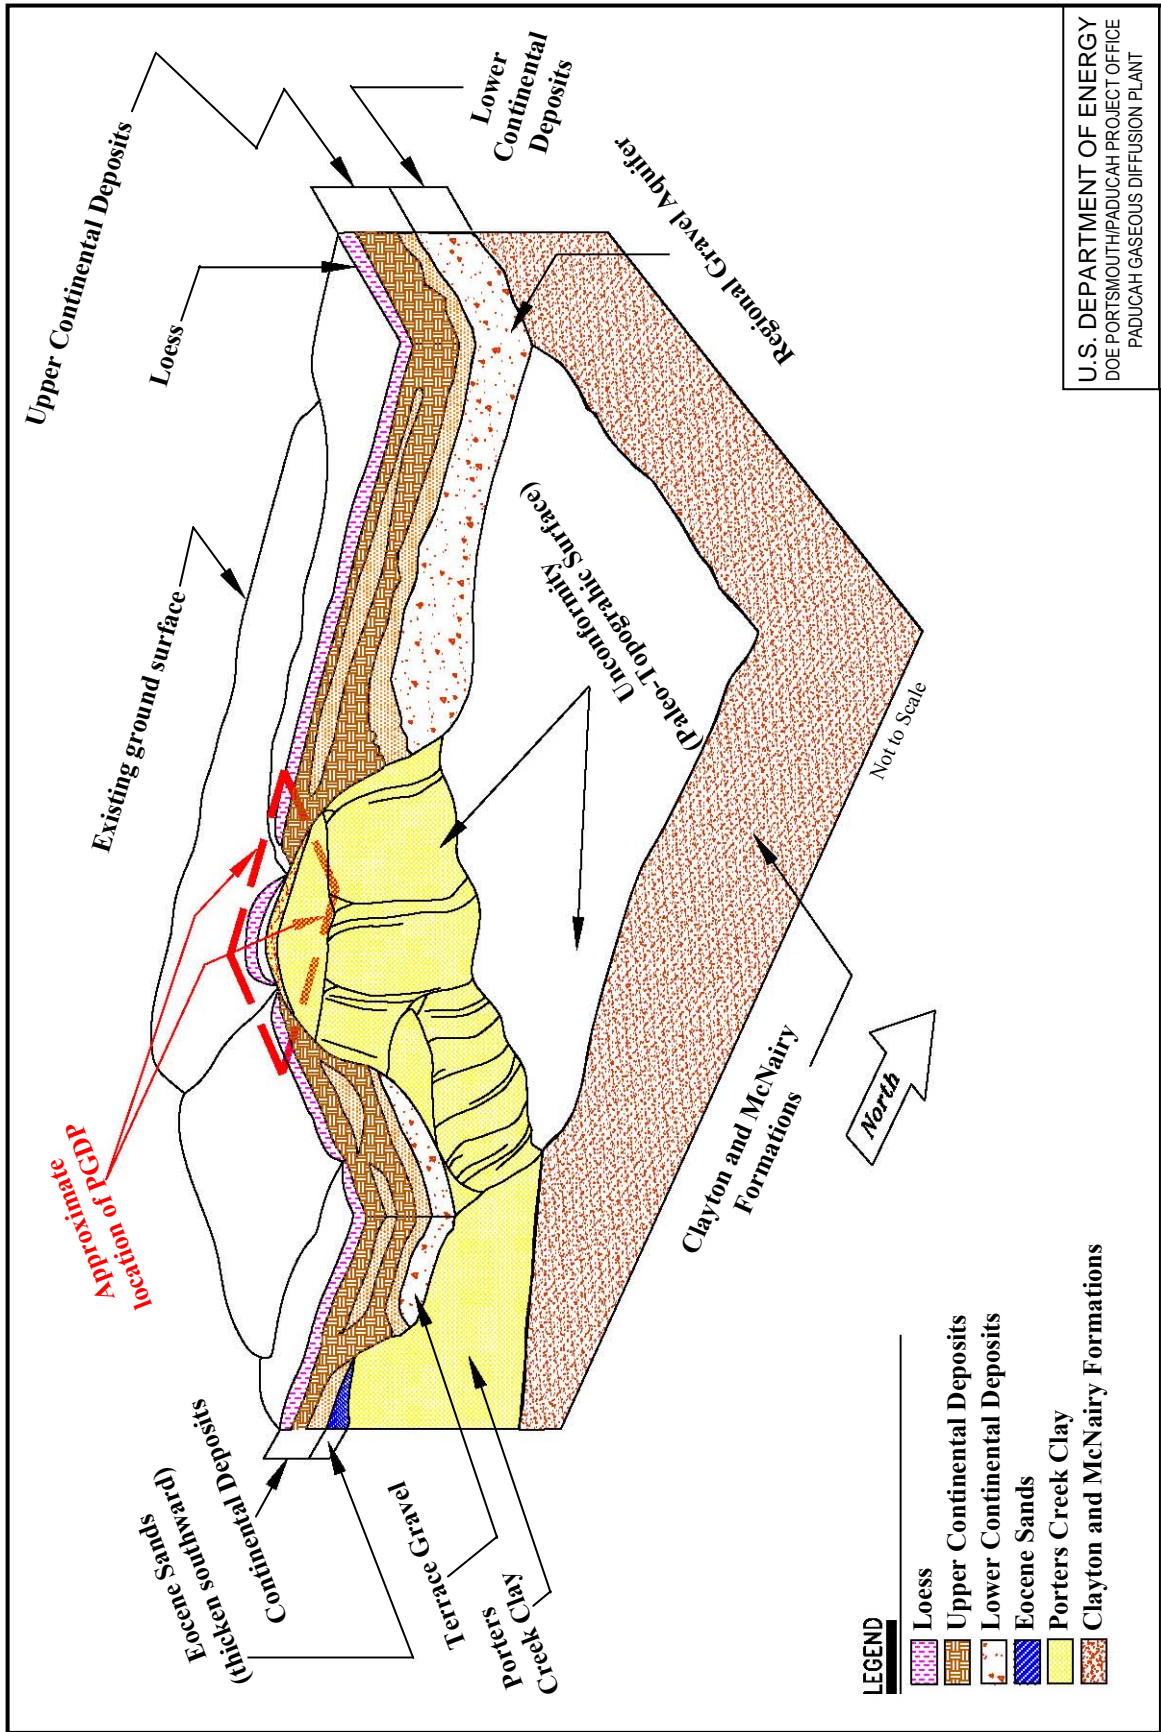 Upper Continental Deposits
Loess
Existing ground surface
Approximate
location of PGDP
Lower
Continental
Deposits
Regional Gravel Aquifer
Unconformity
(Paleo-Topograhic Surface)
Eocene Sands
(thicken southward)
Continental Deposits
Terrace Gravel
Porters
Creek Clay
Clayton and McNairy
Formations
North
Not to Scale
LEGEND
Loess
Upper Continental Deposits
Lower Continental Deposits
Eocene Sands
Porters Creek Clay
Clayton and McNairy Formations
U.S. DEPARTMENT OF ENERGY
DOE PORTSMOUTH/PADUCAH PROJECT OFFICE
PADUCAH GASEOUS DIFFUSION PLANT